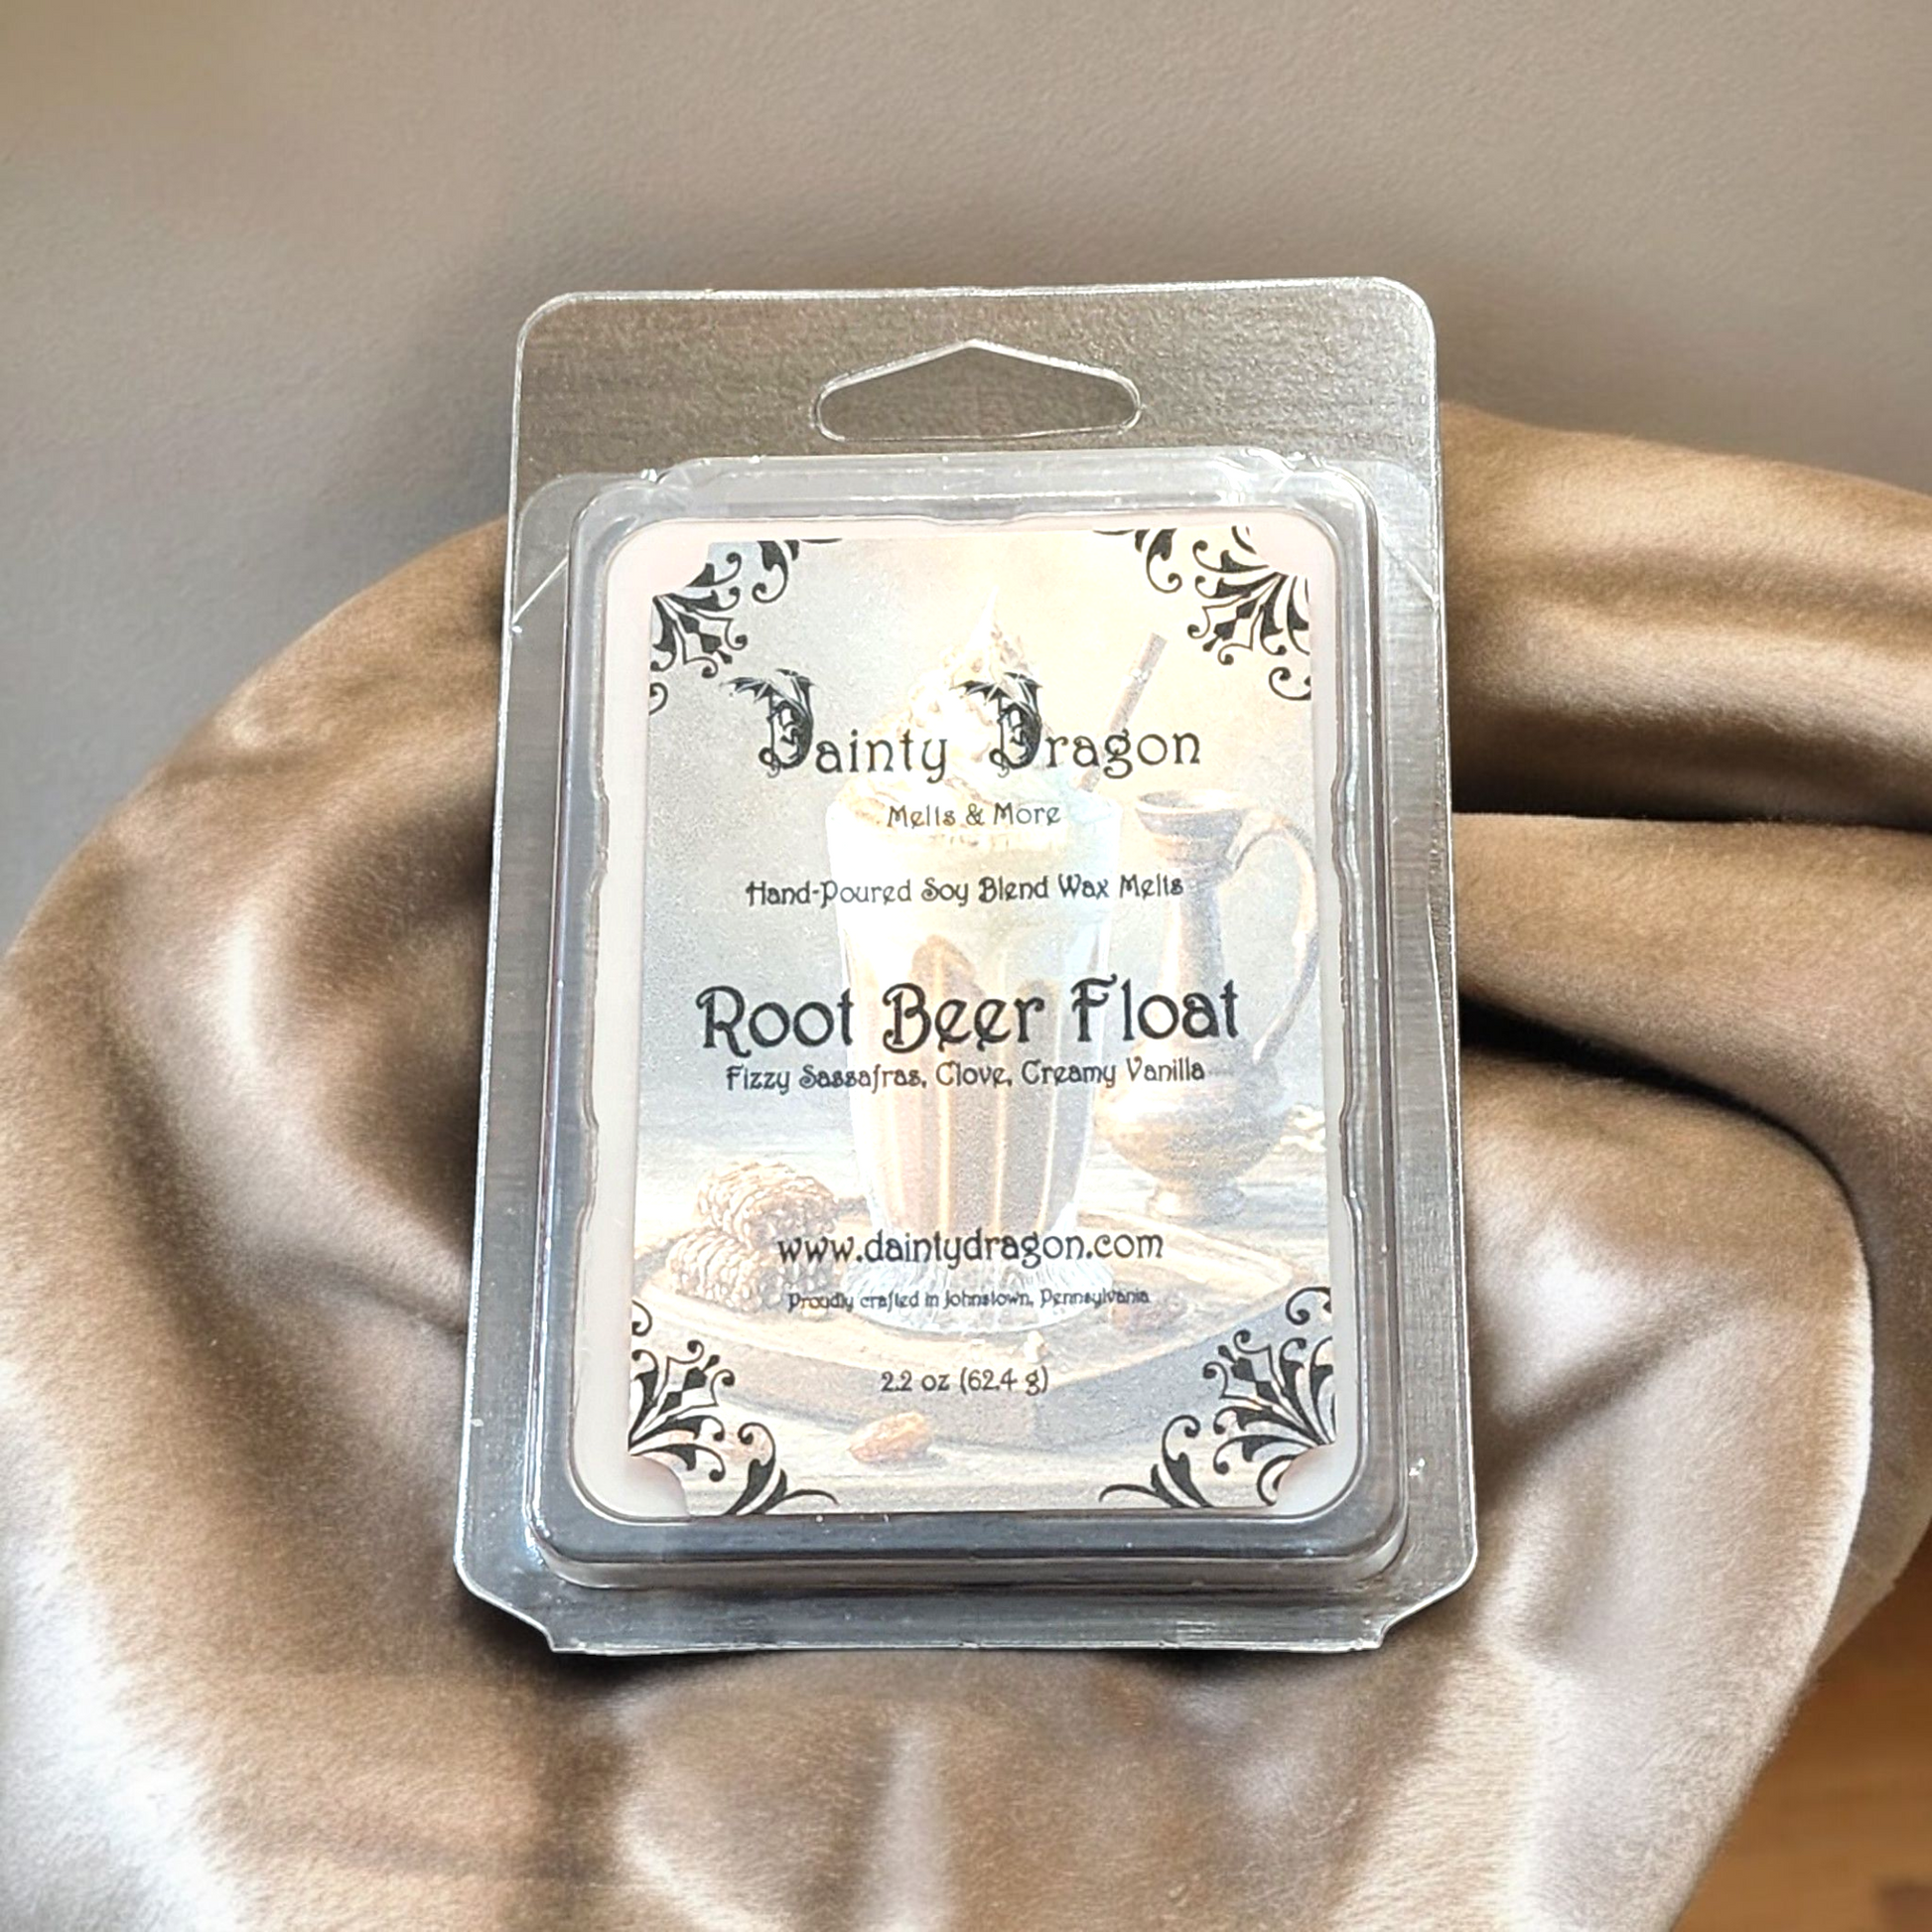 Dainty Dragon
Melts & More
Hand-Poured Soy Blend Wax Melts
Root Beer Float
Fizzy Sassafras, Clove, Creamy Vanilla
www.daintydragon.com
Proudly crafted in Johnstown, Pennsylvania
2.2 oz (62.4 g)